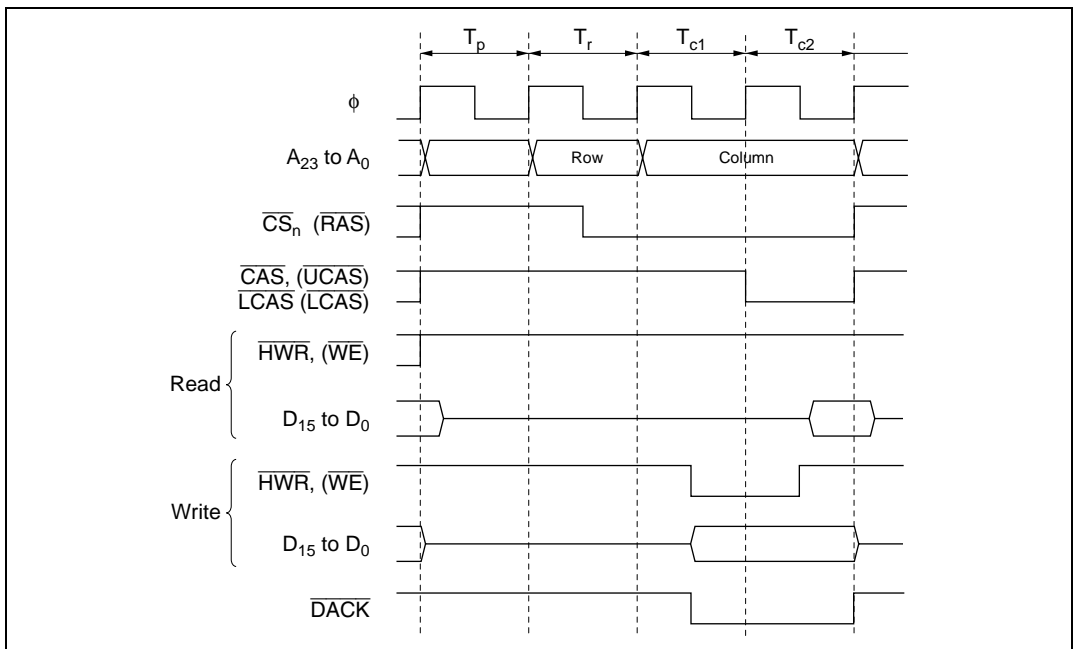 Tp Tr Tc1 Tc2
φ
A23 to A0 Row Column
CSn (RAS)
CAS, (UCAS)
LCAS (LCAS)
Read
HWR, (WE)
D15 to D0
Write
HWR, (WE)
D15 to D0
DACK